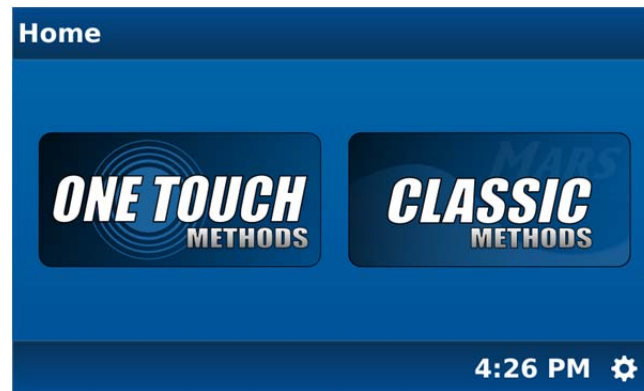 Home
ONE TOUCH
METHODS
MARS
CLASSIC
METHODS
4:26 PM